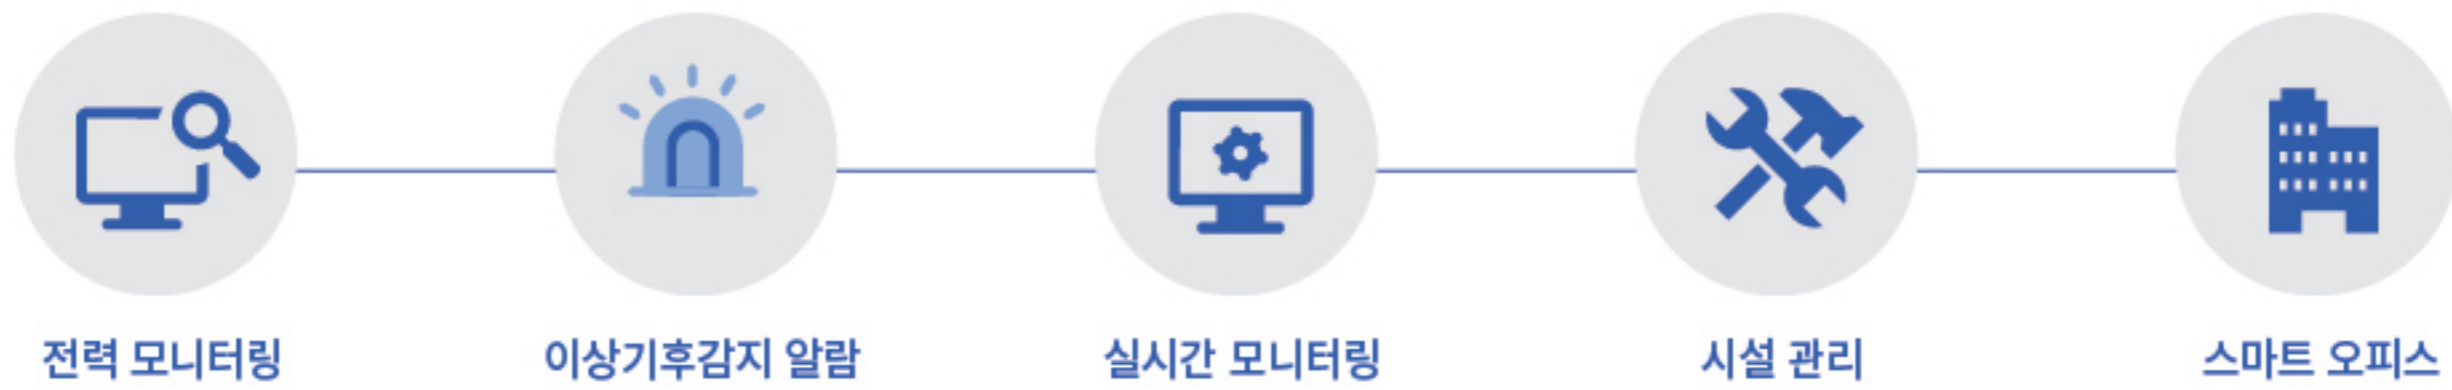 전력 모니터링
이상기후감지 알람
실시간 모니터링
시설 관리
스마트 오피스